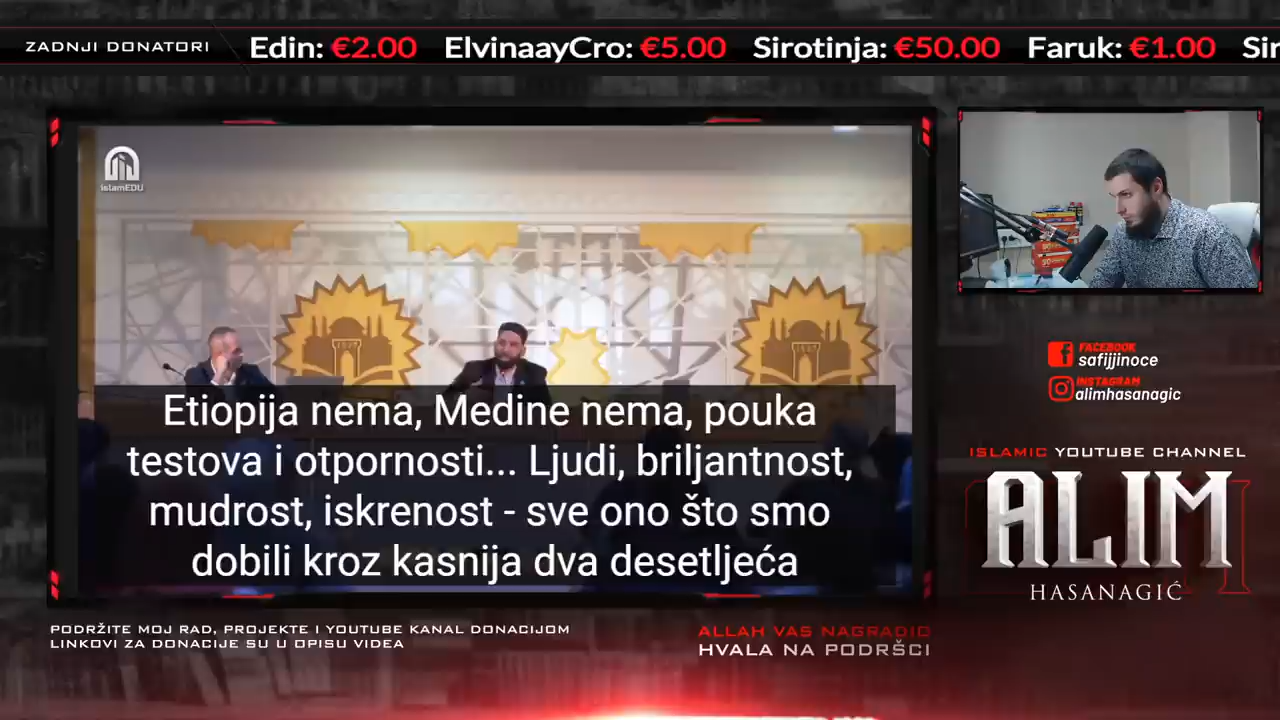 ZADNJI DONATORI
Edin: €2.00 ElvinaayCro: €5.00 Sirotinja: €50.00 Faruk: €1.00 Sir
islamEDU
Etiopija nema, Medine nema, pouka
testova i otpornosti... Ljudi, briljantnost,
mudrost, iskrenost - sve ono što smo
dobili kroz kasnija dva desetljeća
FACEBOOK
safijjinoce
INSTAGRAM
alimhasanagic
ISLAMIC YOUTUBE CHANNEL
ALIM
HASANAGIĆ
PODRŽITE MOJ RAD, PROJEKTE I YOUTUBE KANAL DONACIJOM
LINKOVI ZA DONACIJE SU U OPISU VIDEA
ALLAH VAS NAGRADIO
HVALA NA PODRŠCI